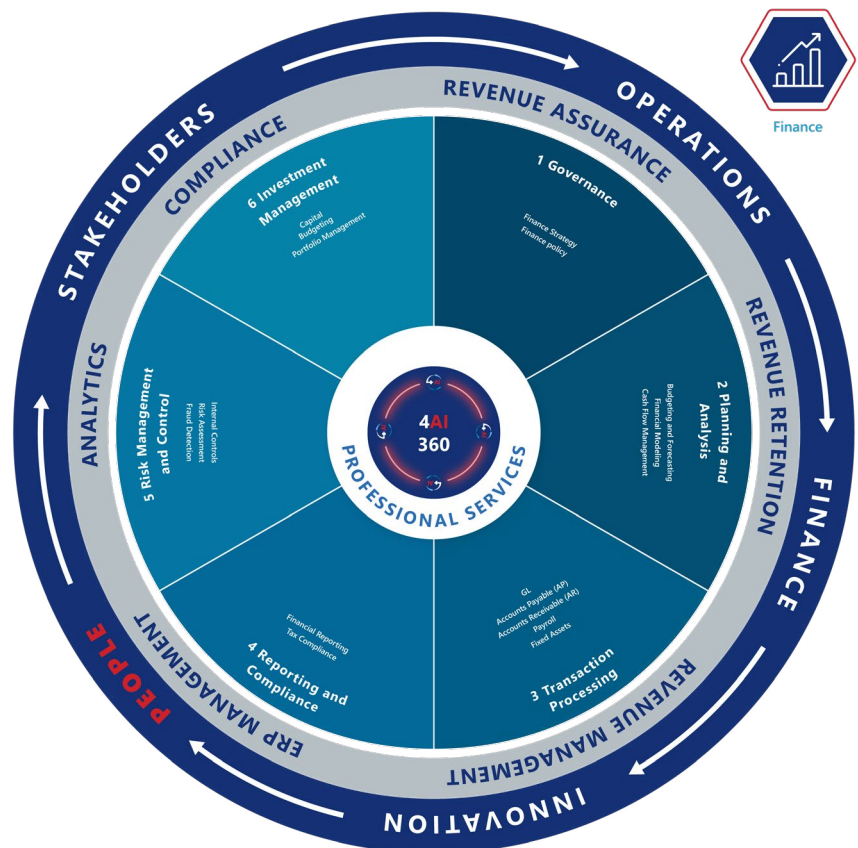 Finance
STAKEHOLDERS
OPERATIONS
FINANCE
INNOVATION
PEOPLE
COMPLIANCE
REVENUE ASSURANCE
REVENUE RETENTION
REVENUE MANAGEMENT
ERP MANAGEMENT
ANALYTICS
1 Governance
Finance Strategy
Finance policy
2 Planning and
Analysis
Budgeting and Forecasting
Financial Modeling
Cash Flow Management
3 Transaction
Processing
GL
Accounts Payable (AP)
Accounts Receivable (AR)
Payroll
Fixed Assets
4 Reporting and
Compliance
Financial Reporting
Tax Compliance
5 Risk Management
and Control
Internal Controls
Risk Assessment
Fraud Detection
6 Investment
Management
Capital
Budgeting
Portfolio Management
4AI
360
PROFESSIONAL SERVICES